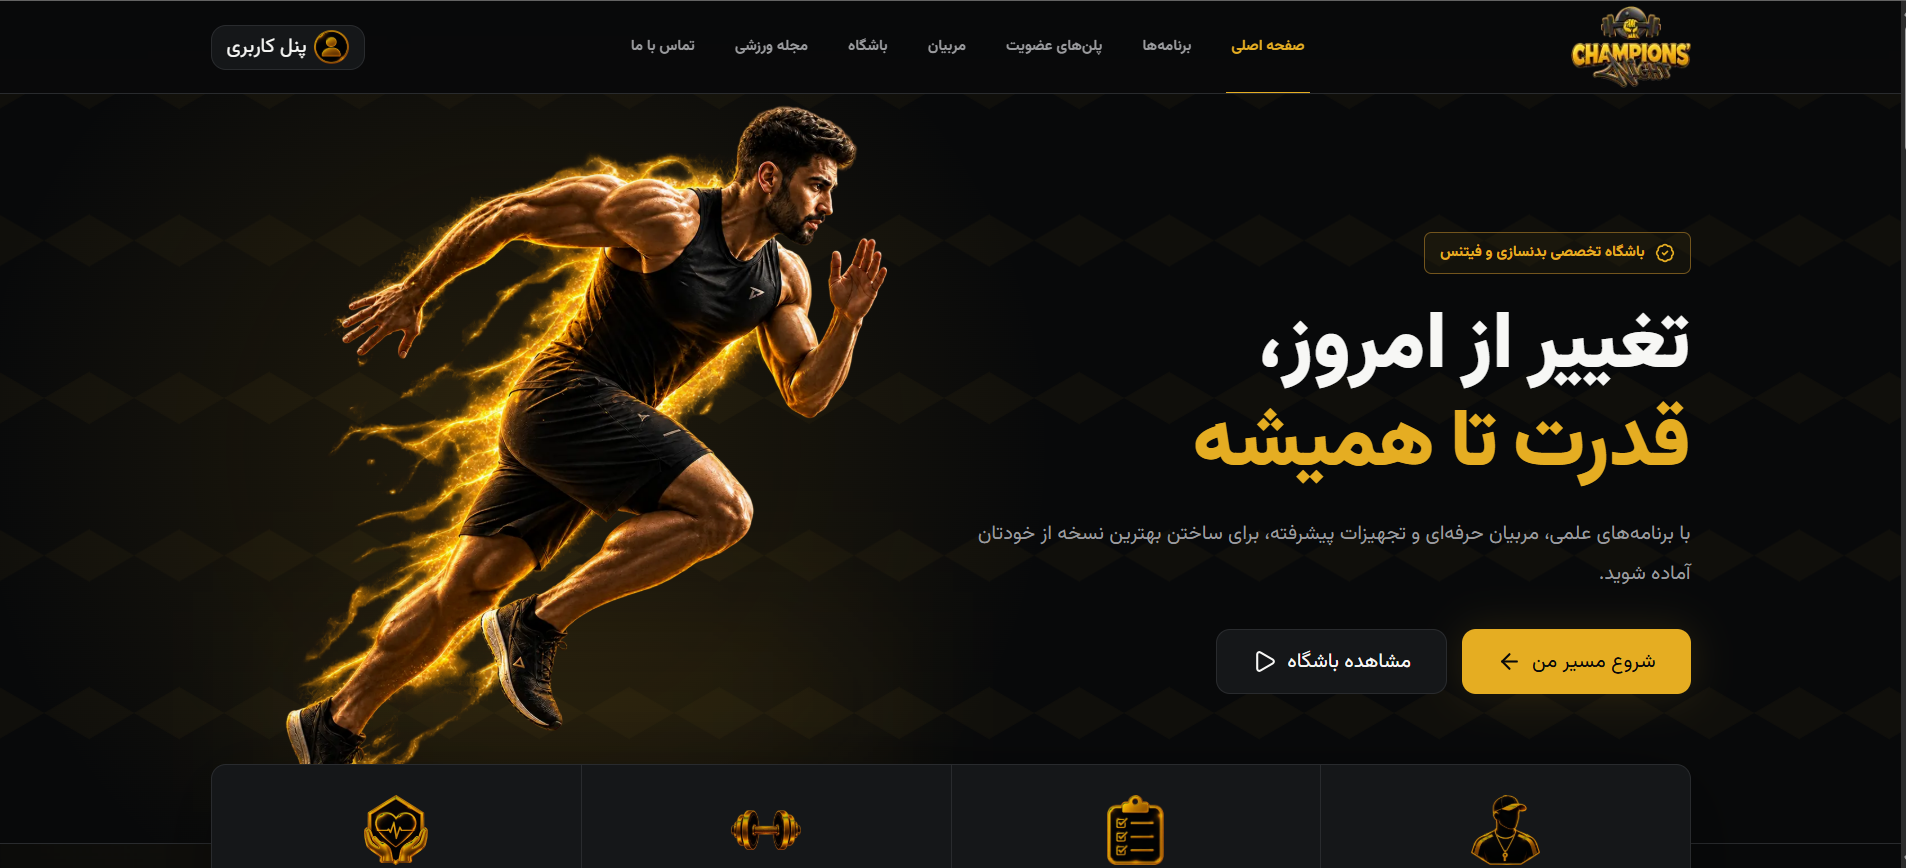 CHAMPIONS'
NIGHT
صفحه اصلی
برنامه‌ها
پلن‌های عضویت
مربیان
باشگاه
مجله ورزشی
تماس با ما
پنل کاربری
باشگاه تخصصی بدنسازی و فیتنس
تغییر از امروز،
قدرت تا همیشه
با برنامه‌های علمی، مربیان حرفه‌ای و تجهیزات پیشرفته، برای ساختن بهترین نسخه از خودتان
آماده شوید.
شروع مسیر من
مشاهده باشگاه